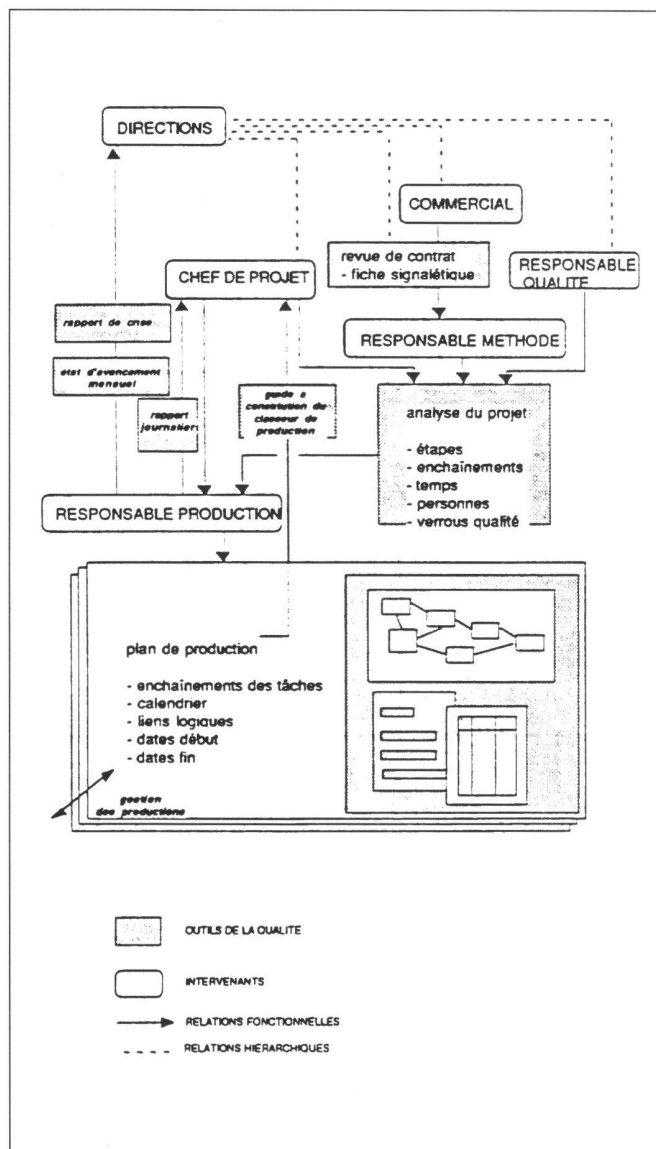 DIRECTIONS
COMMERCIAL
revue de contrat
- fiche signalétique
RESPONSABLE
QUALITE
CHEF DE PROJET
rapport de crise
RESPONSABLE METHODE
état d'avancement
mensuel
rapport
journalier
guide à
constitution du
classeur de
production
analyse du projet
- étapes
- enchaînements
- temps
- personnes
- verrous qualité
RESPONSABLE PRODUCTION
plan de production
- enchaînements des tâches
- calendrier
- liens logiques
- dates début
- dates fin
gestion
des productions
OUTILS DE LA QUALITE
INTERVENANTS
RELATIONS FONCTIONNELLES
RELATIONS HIERARCHIQUES